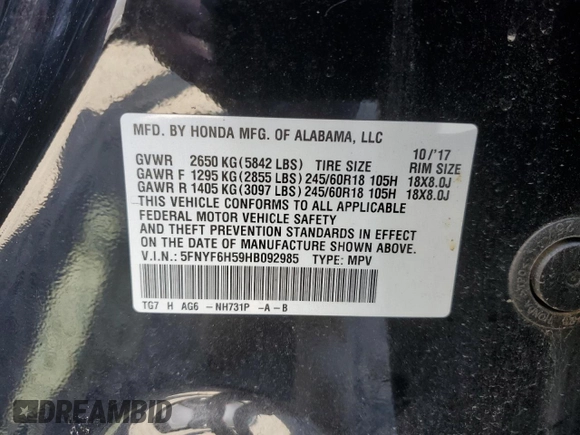 MFD. BY HONDA MFG. OF ALABAMA, LLC
10/'17
GVWR 2650 KG (5842 LBS) TIRE SIZE RIM SIZE
GAWR F 1295 KG (2855 LBS) 245/60R18 105H 18X8.0J
GAWR R 1405 KG (3097 LBS) 245/60R18 105H 18X8.0J
THIS VEHICLE CONFORMS TO ALL APPLICABLE
FEDERAL MOTOR VEHICLE SAFETY
AND THEFT PREVENTION STANDARDS IN EFFECT
ON THE DATE OF MANUFACTURE SHOWN ABOVE.
V.I.N.: 5FNYF6H59HB092985 TYPE: MPV
TG7 H AG6 - NH731P -A-B
DREAMBID